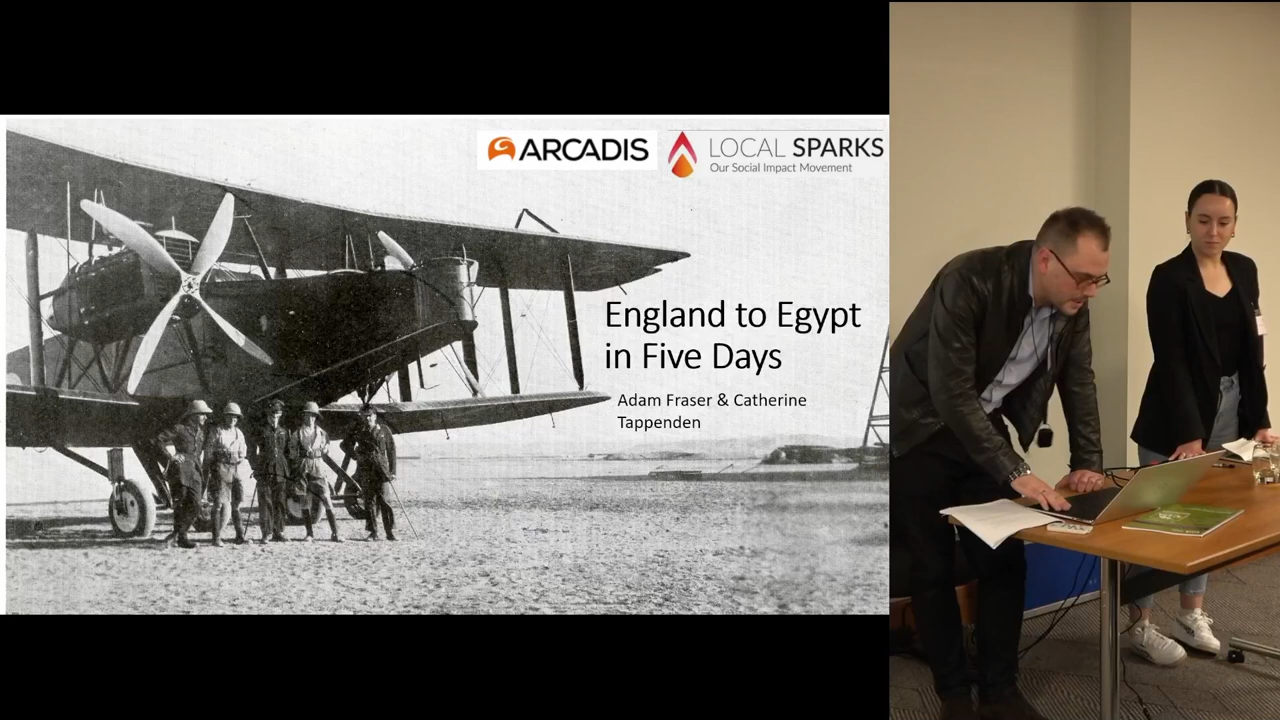 ARCADIS
LOCAL SPARKS
Our Social Impact Movement
England to Egypt
in Five Days
Adam Fraser & Catherine
Tappenden